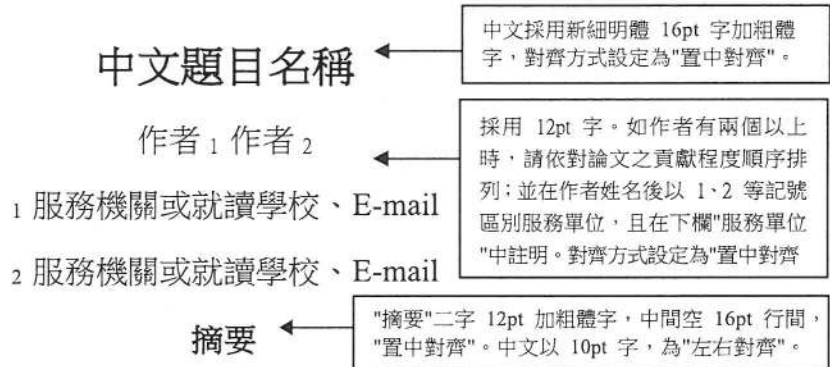 中文題目名稱
中文採用新細明體 16pt 字加粗體
字，對齊方式設定為"置中對齊"。
作者 1 作者 2
1 服務機關或就讀學校、E-mail
2 服務機關或就讀學校、E-mail
採用 12pt 字。如作者有兩個以上
時，請依對論文之貢獻程度順序排
列；並在作者姓名後以 1、2 等記號
區別服務單位，且在下欄"服務單位
"中註明。對齊方式設定為"置中對齊
摘要
"摘要"二字 12pt 加粗體字，中間空 16pt 行間，
"置中對齊"。中文以 10pt 字，為"左右對齊"。